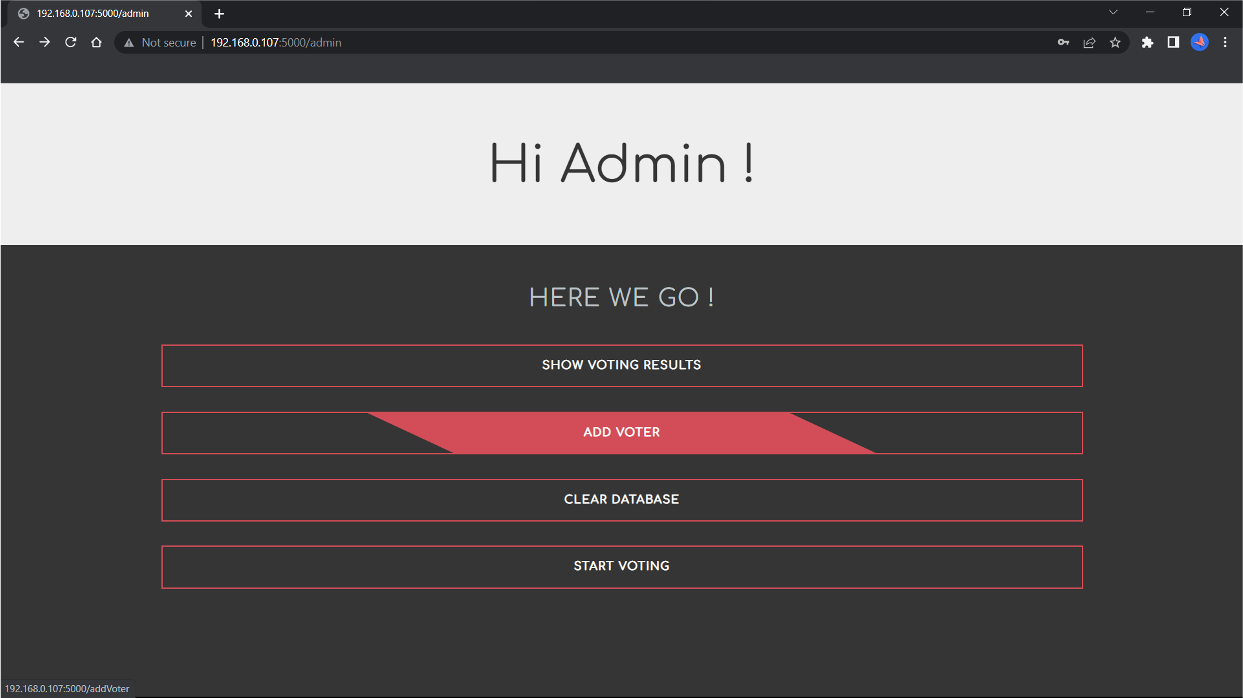 192.168.0.107:5000/admin
Not secure | 192.168.0.107:5000/admin
Hi Admin !
HERE WE GO !
SHOW VOTING RESULTS
ADD VOTER
CLEAR DATABASE
START VOTING
192.168.0.107:5000/addVoter